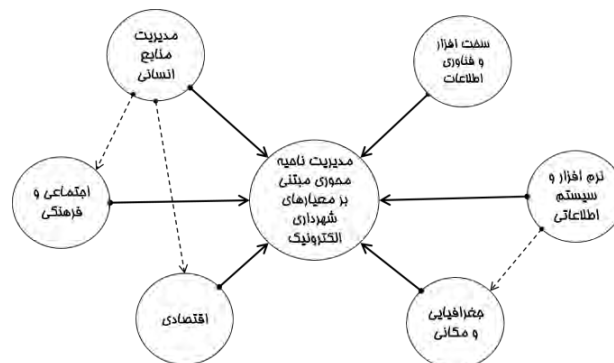 مدیریت
منابع
انسانی
سخت افزار
و فناوری
اطلاعات
مدیریت ناحیه
محوری مبتنی
بر معیارهای
شهرداری
الکترونیک
اجتماعی و
فرهنگی
نرم افزار و
سیستم
اطلاعاتی
اقتصادی
جغرافیایی
و مکانی